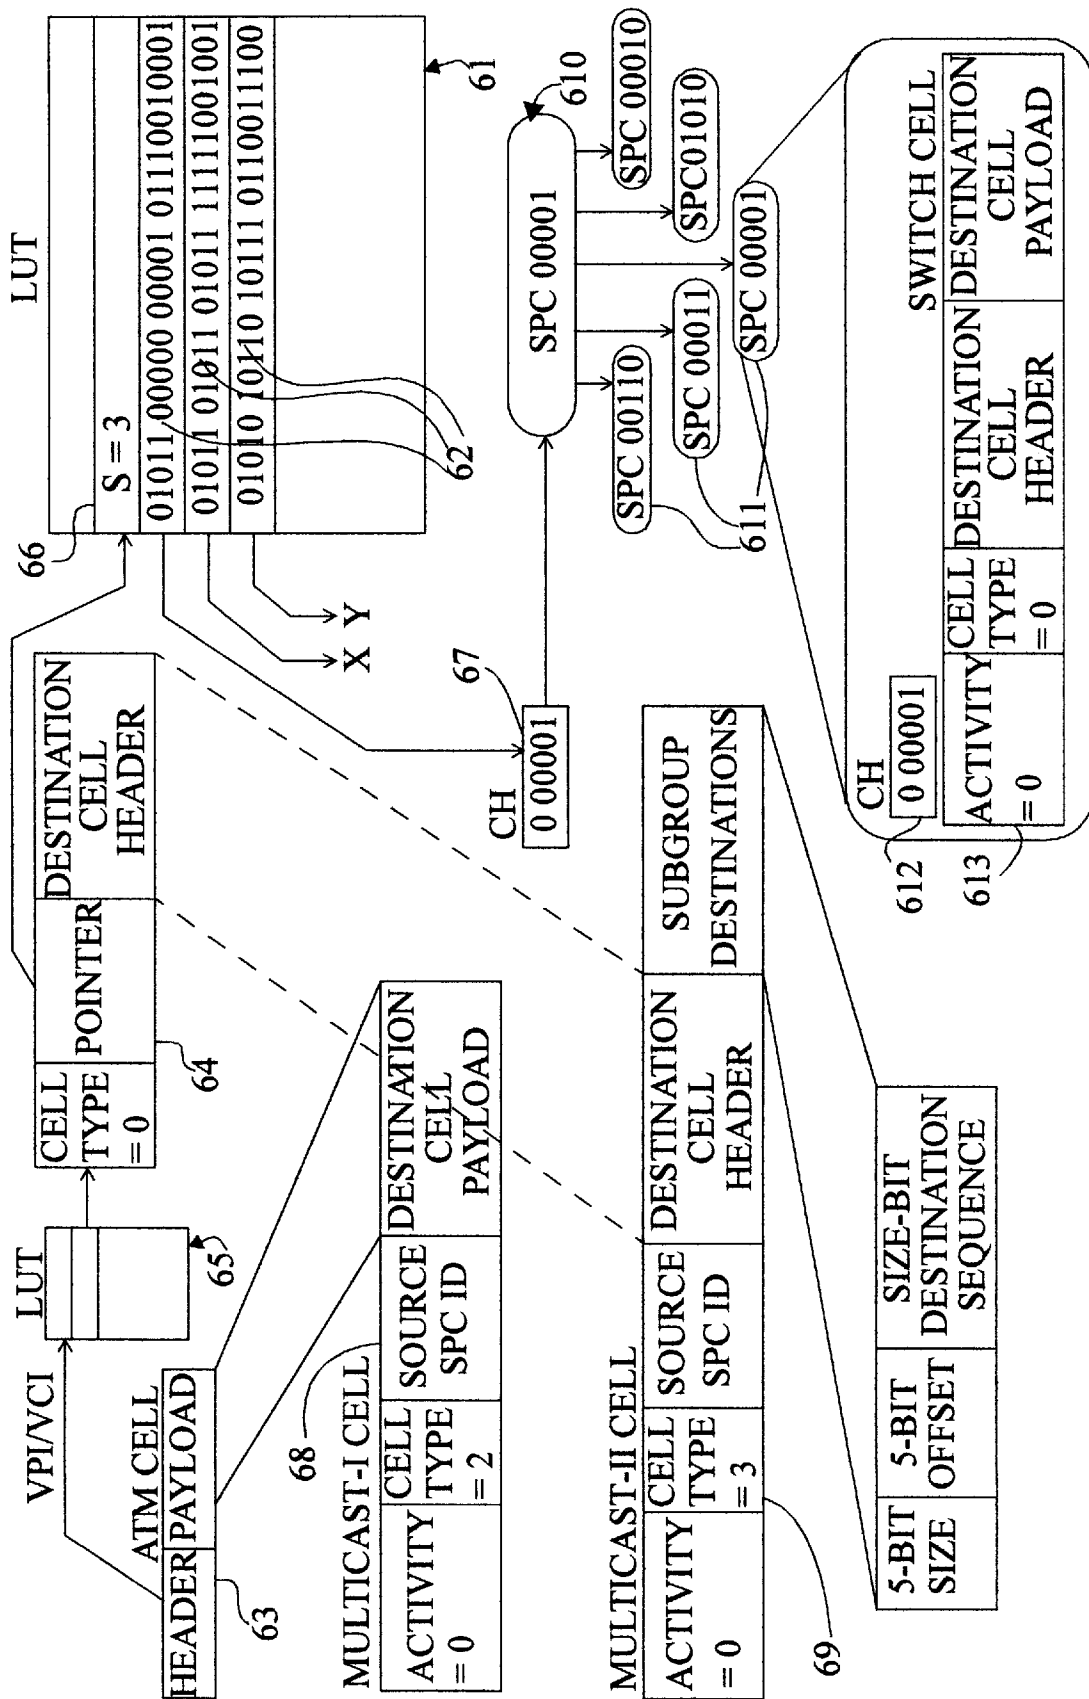 VPI/VCI
LUT
65
ATM CELL
HEADER
PAYLOAD
63
CELL
TYPE
= 0
POINTER
DESTINATION
CELL
HEADER
64
LUT
66
S = 3
01011 00000 00001 01110010001
01011 01011 01011 11111001001
01010 10110 10111 01100111100
62
61
X
Y
MULTICAST-I CELL
68
ACTIVITY
= 0
CELL
TYPE
= 2
SOURCE
SPC ID
DESTINATION
CELL
PAYLOAD
CH
0 00001
67
SPC 00001
610
SPC 00110
SPC 00011
SPC 00001
SPC01010
SPC 00010
611
MULTICAST-II CELL
ACTIVITY
= 0
CELL
TYPE
= 3
SOURCE
SPC ID
DESTINATION
CELL
HEADER
SUBGROUP
DESTINATIONS
69
5-BIT
SIZE
5-BIT
OFFSET
SIZE-BIT
DESTINATION
SEQUENCE
CH
0 00001
612
SWITCH CELL
ACTIVITY
= 0
CELL
TYPE
= 0
DESTINATION
CELL
HEADER
DESTINATION
CELL
PAYLOAD
613